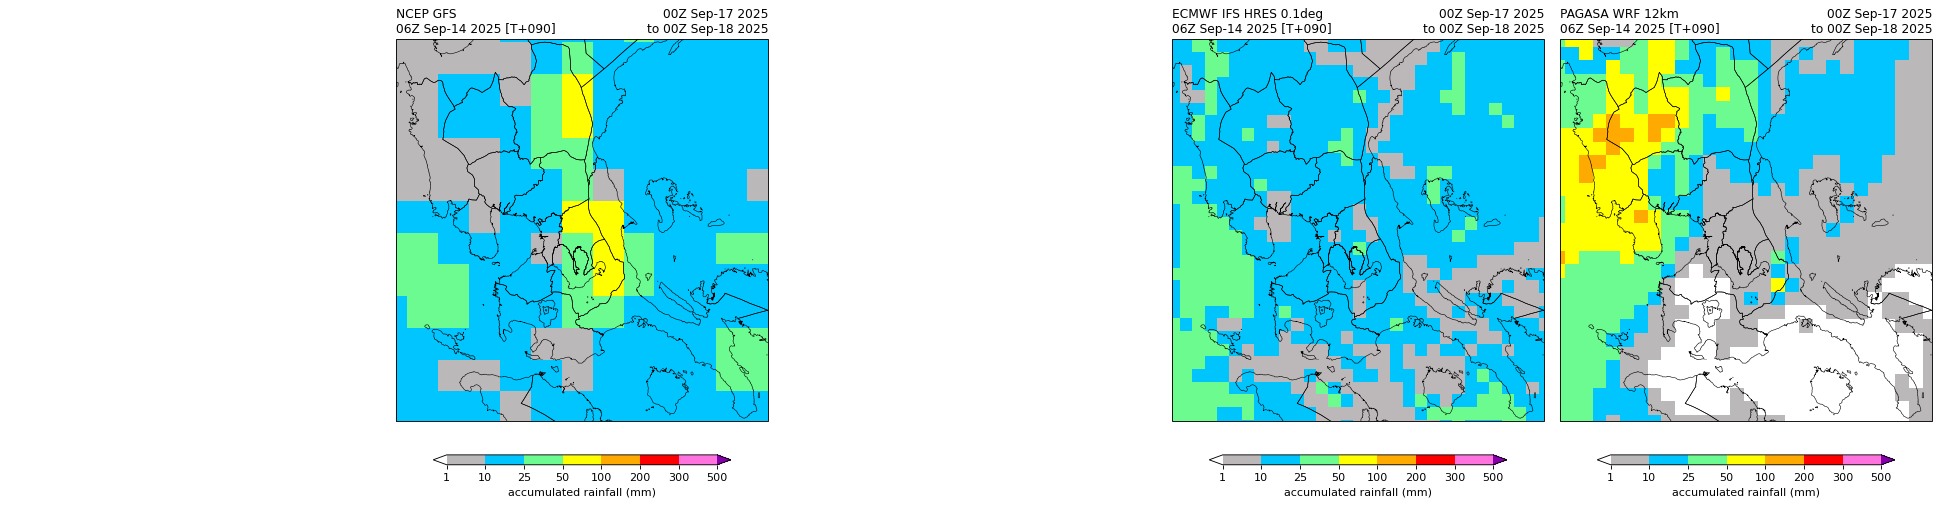 NCEP GFS 00Z Sep-17 2025
06Z Sep-14 2025 [T+090] to 00Z Sep-18 2025
1 10 25 50 100 200 300 500
accumulated rainfall (mm)
ECMWF IFS HRES 0.1deg 00Z Sep-17 2025
06Z Sep-14 2025 [T+090] to 00Z Sep-18 2025
1 10 25 50 100 200 300 500
accumulated rainfall (mm)
PAGASA WRF 12km 00Z Sep-17 2025
06Z Sep-14 2025 [T+090] to 00Z Sep-18 2025
1 10 25 50 100 200 300 500
accumulated rainfall (mm)